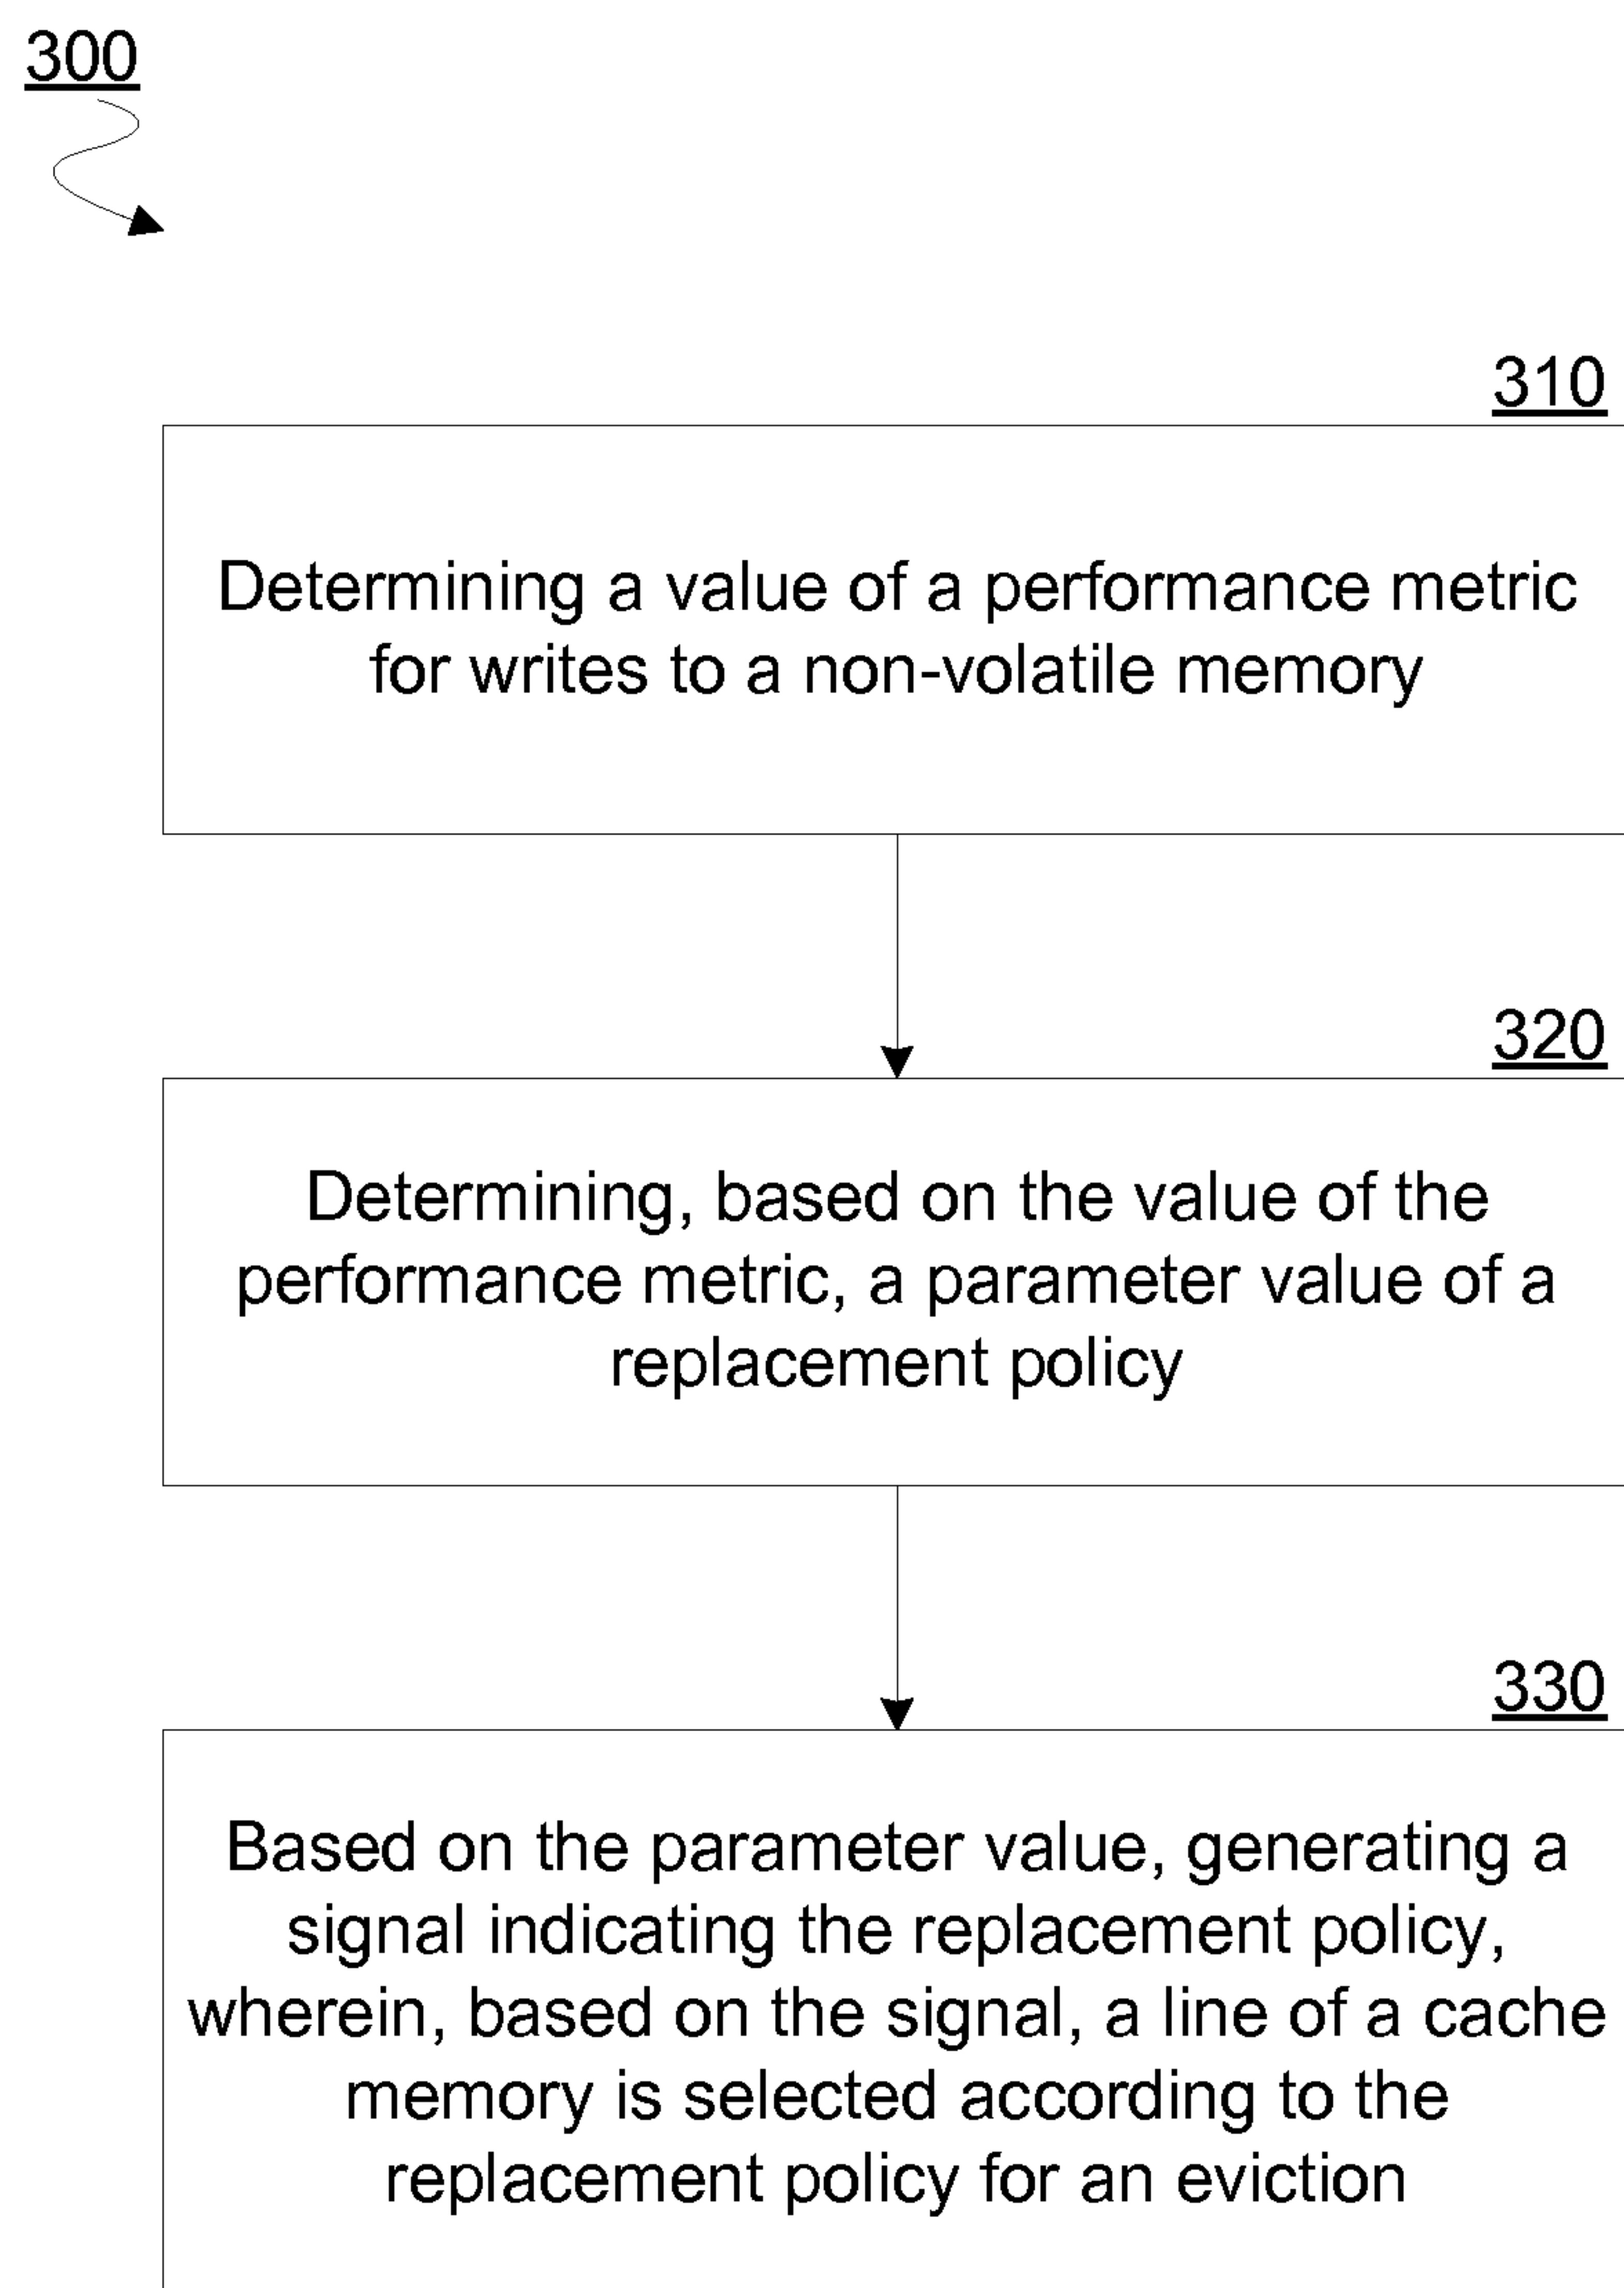 300
310
Determining a value of a performance metric
for writes to a non-volatile memory
320
Determining, based on the value of the
performance metric, a parameter value of a
replacement policy
330
Based on the parameter value, generating a
signal indicating the replacement policy,
wherein, based on the signal, a line of a cache
memory is selected according to the
replacement policy for an eviction